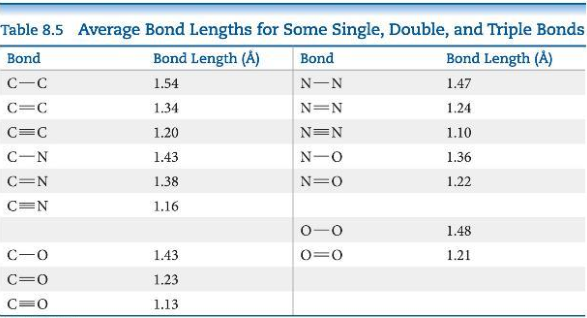 Table 8.5 Average Bond Lengths for Some Single, Double, and Triple Bonds
Bond Bond Length (Å) Bond Bond Length (Å)
C—C 1.54 N—N 1.47
C=C 1.34 N=N 1.24
C≡C 1.20 N≡N 1.10
C—N 1.43 N—O 1.36
C=N 1.38 N=O 1.22
C≡N 1.16
O—O 1.48
C—O 1.43 O=O 1.21
C=O 1.23
C≡O 1.13